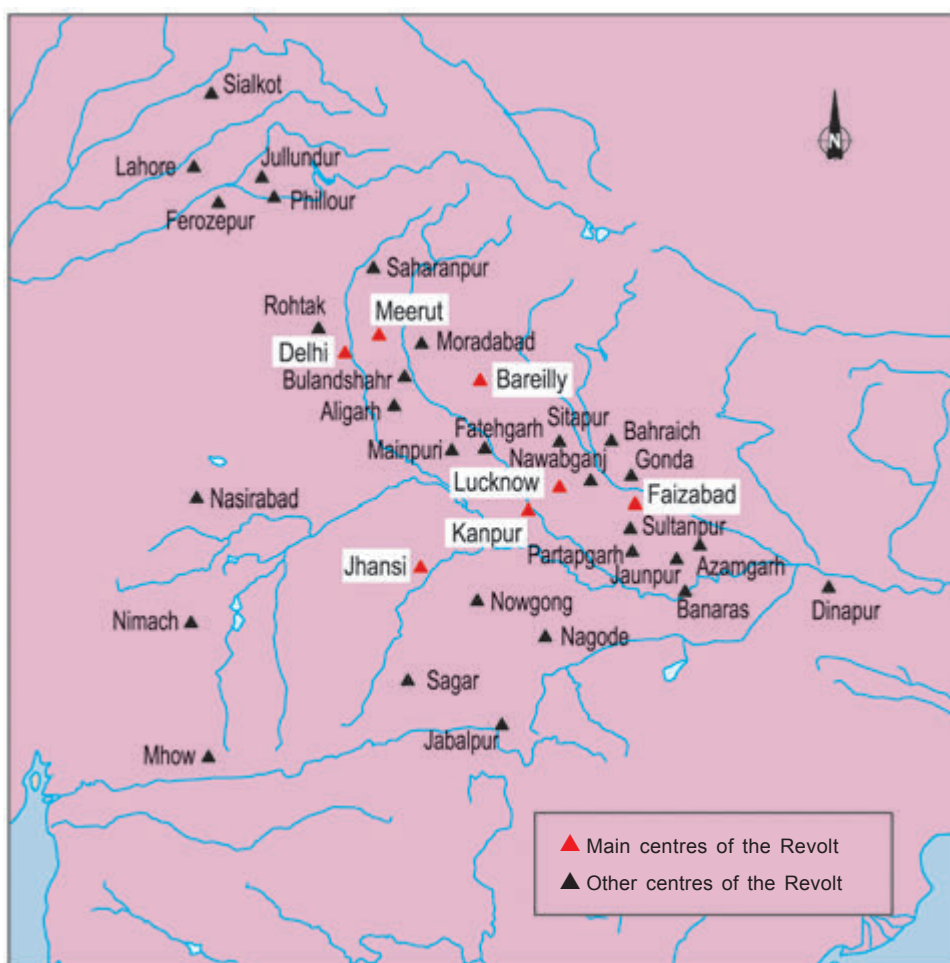 Sialkot
N
Lahore
Jullundur
Phillour
Ferozepur
Saharanpur
Rohtak
Meerut
Delhi
Moradabad
Bulandshahr
Bareilly
Aligarh
Sitapur
Fatehgarh
Bahraich
Mainpuri
Nawabganj
Gonda
Lucknow
Faizabad
Nasirabad
Kanpur
Sultanpur
Partapgarh
Jhansi
Jaunpur
Azamgarh
Nowgong
Banaras
Dinapur
Nimach
Nagode
Sagar
Jabalpur
Mhow
Main centres of the Revolt
Other centres of the Revolt